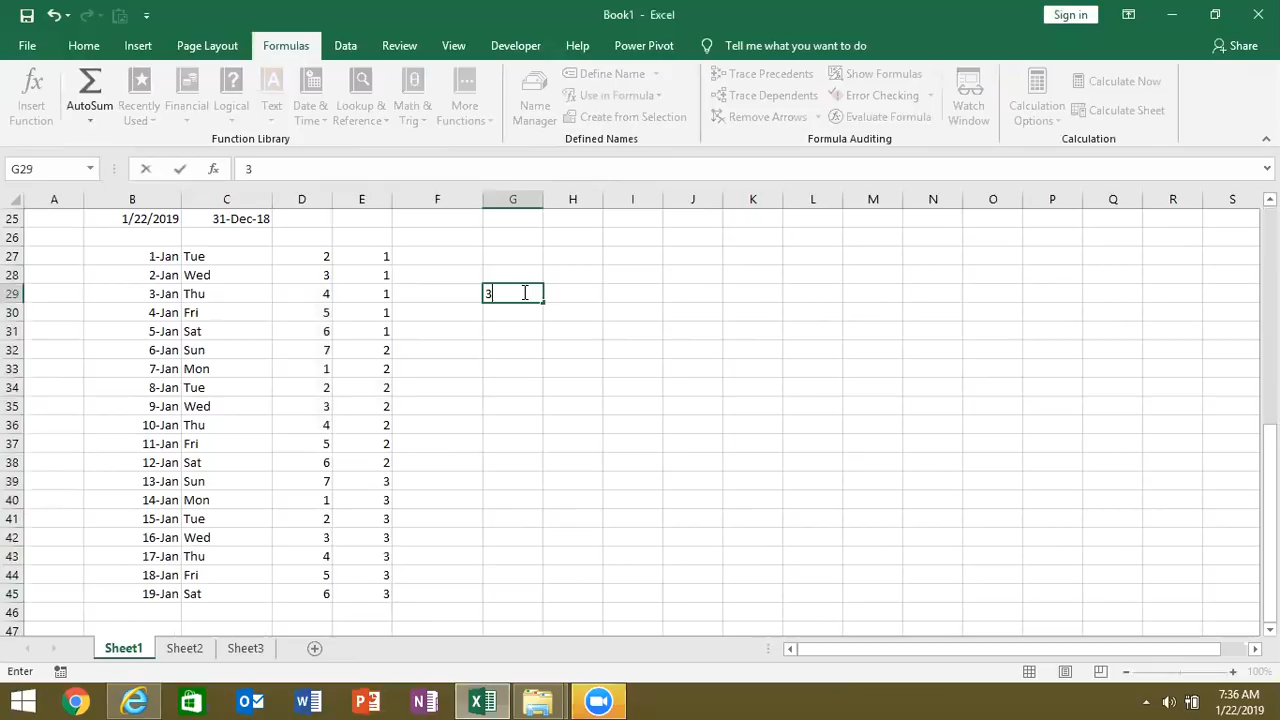 Book1 - Excel
Sign in
File Home Insert Page Layout Formulas Data Review View Developer Help Power Pivot Tell me what you want to do Share
Insert Function
AutoSum
Recently Used
Financial
Logical
Text
Date & Time
Lookup & Reference
Math & Trig
More Functions
Function Library
Name Manager
Define Name
Use in Formula
Create from Selection
Defined Names
Trace Precedents
Trace Dependents
Remove Arrows
Show Formulas
Error Checking
Evaluate Formula
Formula Auditing
Watch Window
Calculation Options
Calculate Now
Calculate Sheet
Calculation
G29 fx 3
A B C D E F G H I J K L M N O P Q R S
25 1/22/2019 31-Dec-18
26
27 1-Jan Tue 2 1
28 2-Jan Wed 3 1
29 3-Jan Thu 4 1 3
30 4-Jan Fri 5 1
31 5-Jan Sat 6 1
32 6-Jan Sun 7 2
33 7-Jan Mon 1 2
34 8-Jan Tue 2 2
35 9-Jan Wed 3 2
36 10-Jan Thu 4 2
37 11-Jan Fri 5 2
38 12-Jan Sat 6 2
39 13-Jan Sun 7 3
40 14-Jan Mon 1 3
41 15-Jan Tue 2 3
42 16-Jan Wed 3 3
43 17-Jan Thu 4 3
44 18-Jan Fri 5 3
45 19-Jan Sat 6 3
46
47
Sheet1 Sheet2 Sheet3
Enter 100%
7:36 AM
1/22/2019